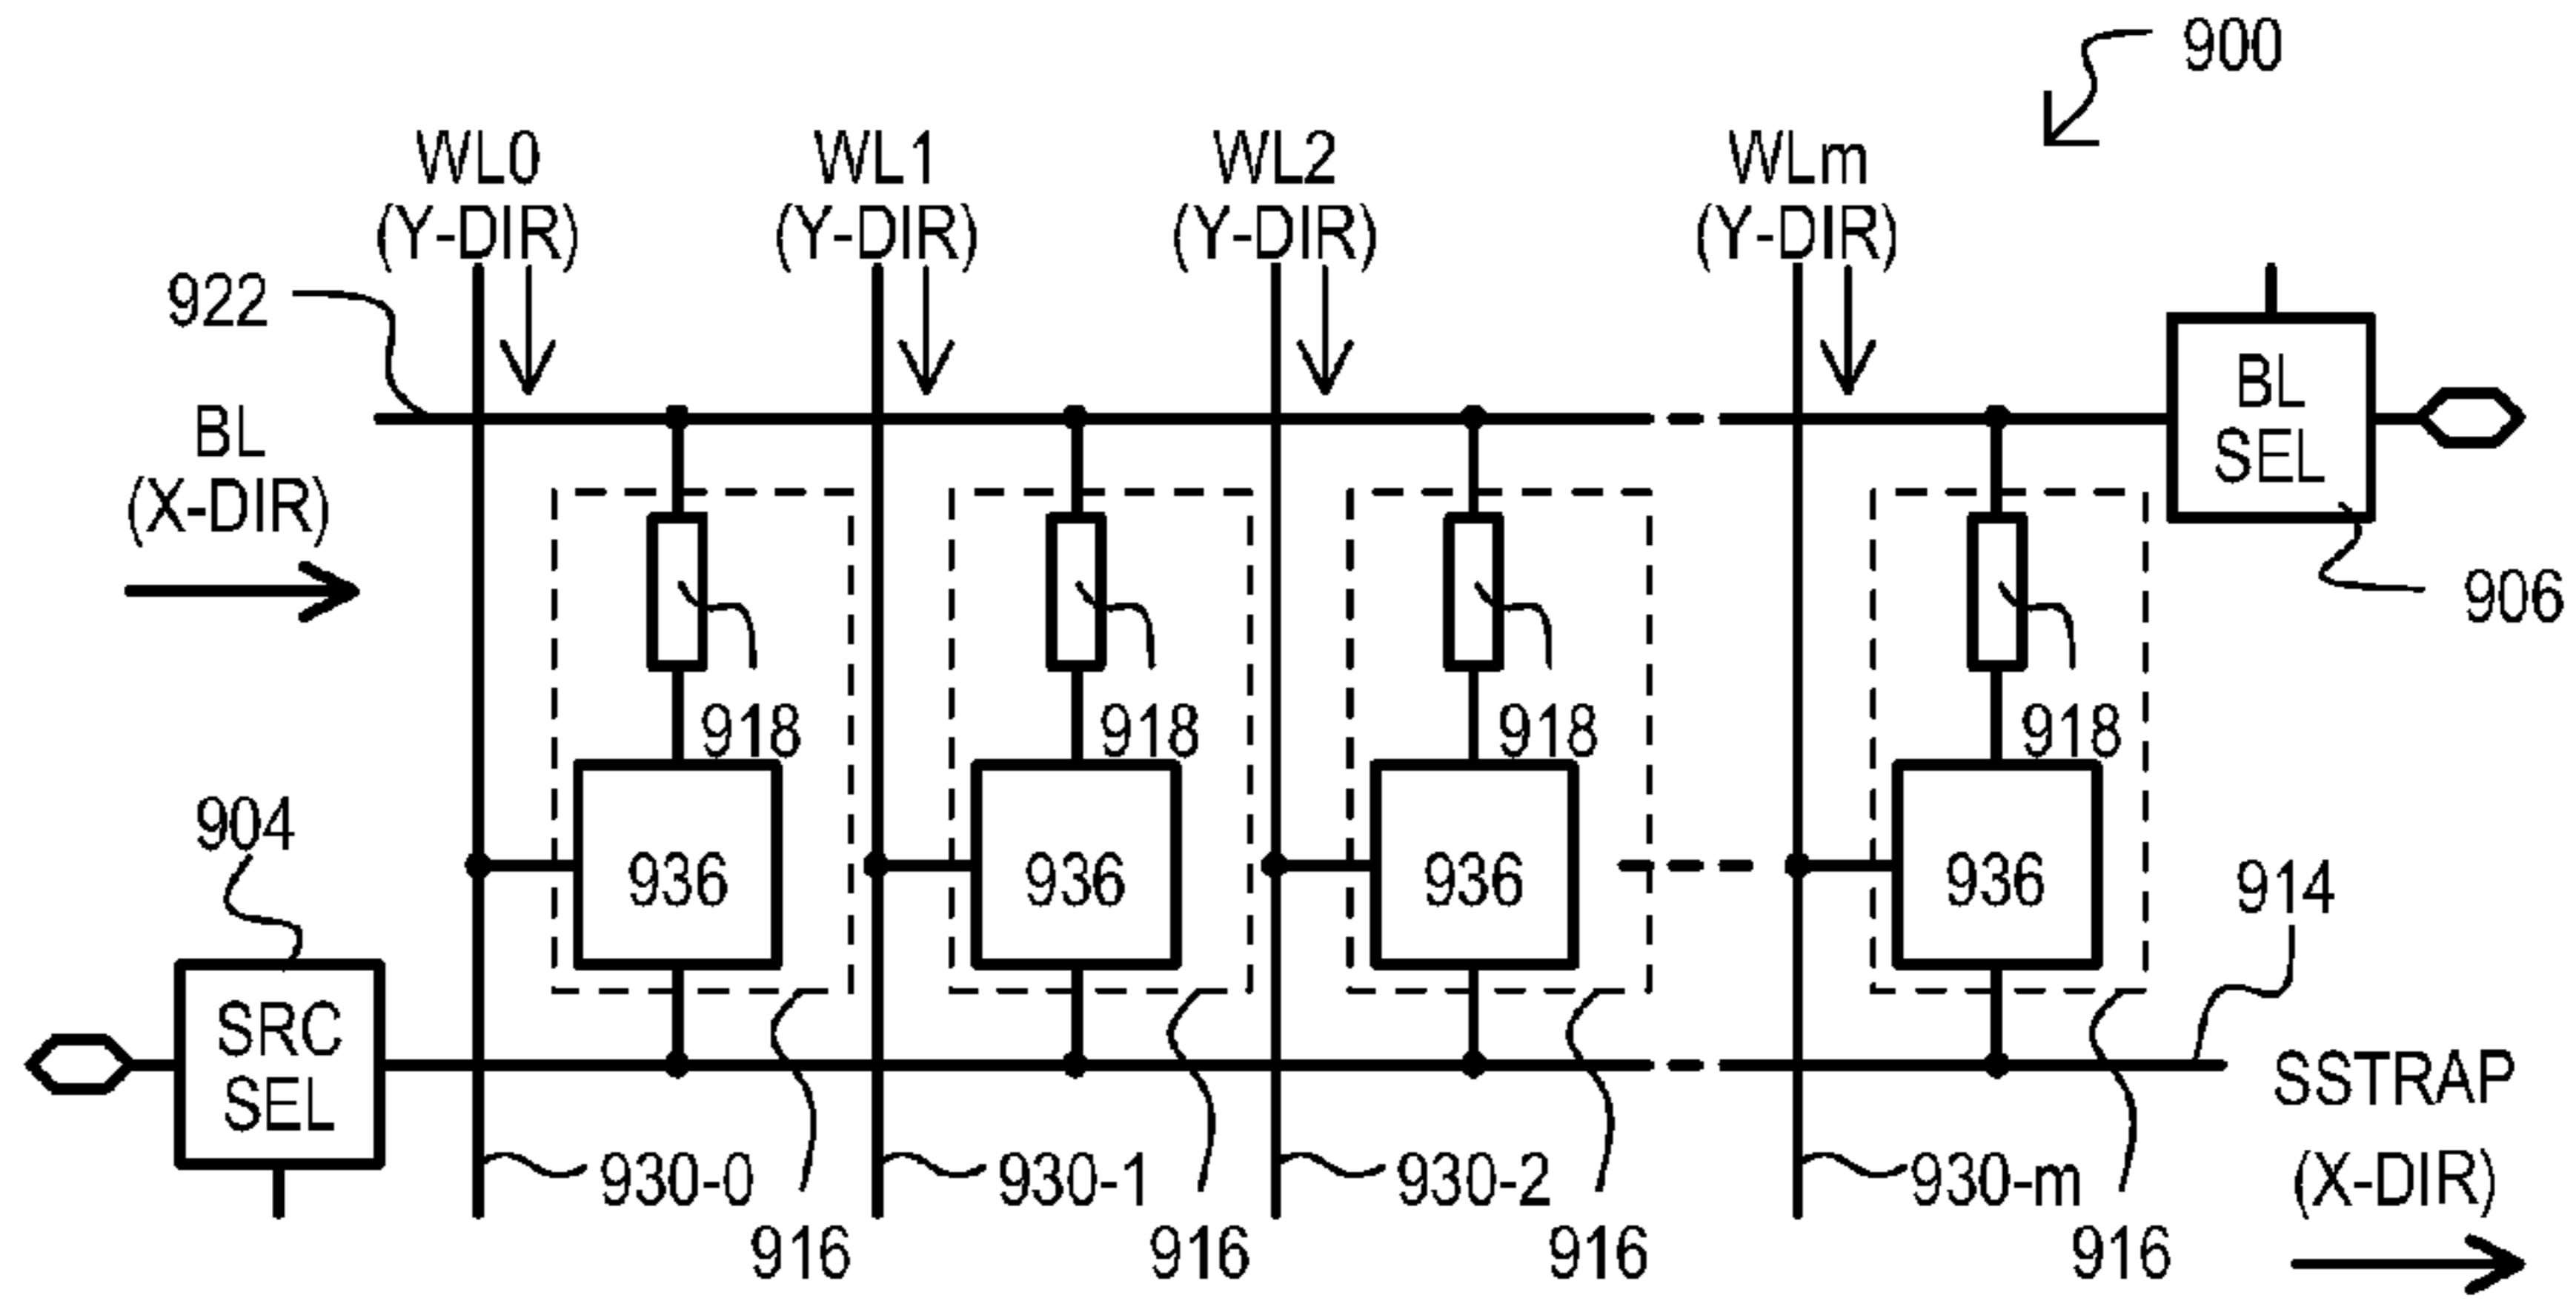 900
WL0
(Y-DIR)
WL1
(Y-DIR)
WL2
(Y-DIR)
WLm
(Y-DIR)
922
BL
(X-DIR)
BL
SEL
906
918
918
918
918
904
936
936
936
936
914
SRC
SEL
SSTRAP
(X-DIR)
930-0
930-1
930-2
930-m
916
916
916
916